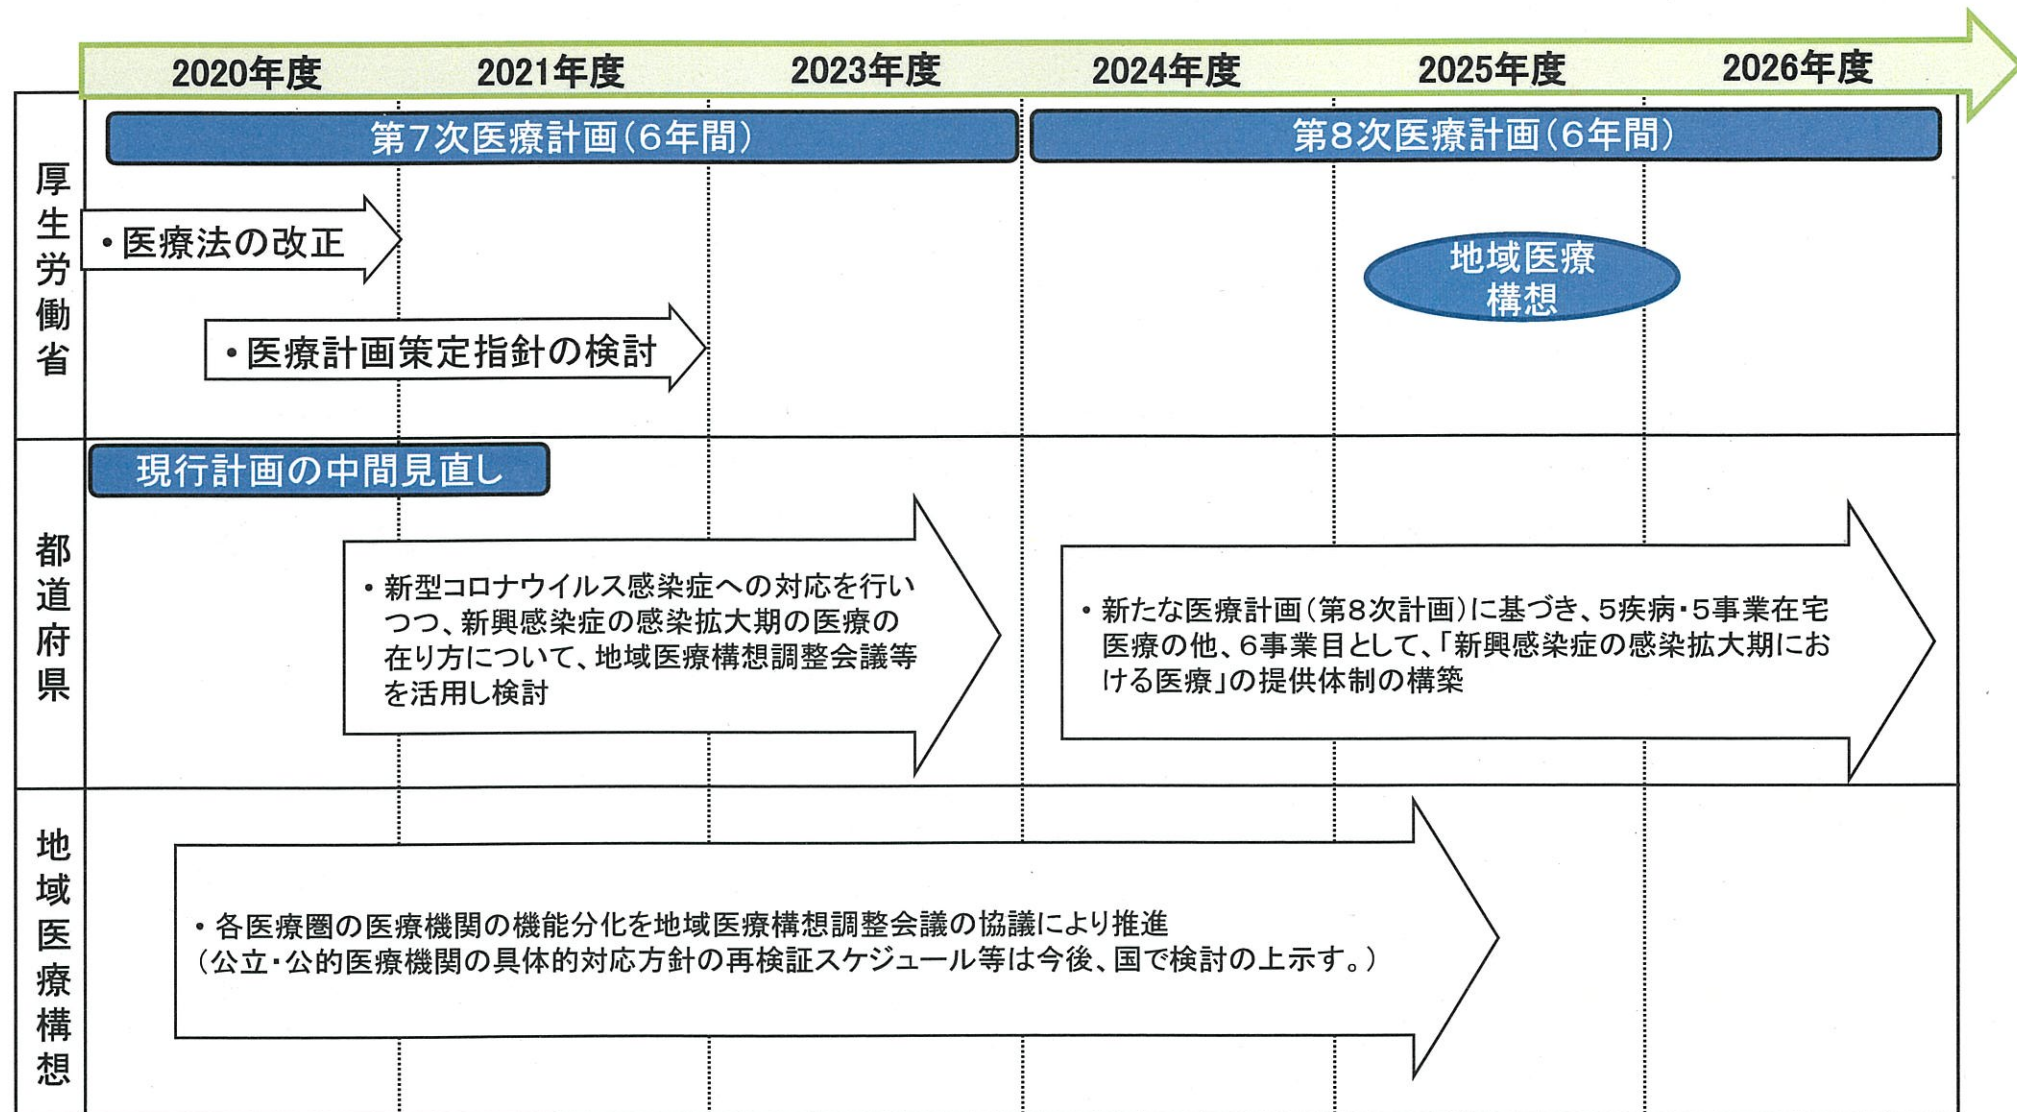 2020年度 2021年度 2023年度 2024年度 2025年度 2026年度
厚生労働省
第7次医療計画(6年間)
第8次医療計画(6年間)
・医療法の改正
地域医療
構想
・医療計画策定指針の検討
都道府県
現行計画の中間見直し
・新型コロナウイルス感染症への対応を行い
つつ、新興感染症の感染拡大期の医療の
在り方について、地域医療構想調整会議等
を活用し検討
・新たな医療計画(第8次計画)に基づき、5疾病・5事業在宅
医療の他、6事業目として、「新興感染症の感染拡大期にお
ける医療」の提供体制の構築
地域医療構想
・各医療圏の医療機関の機能分化を地域医療構想調整会議の協議により推進
(公立・公的医療機関の具体的対応方針の再検証スケジュール等は今後、国で検討の上示す。)